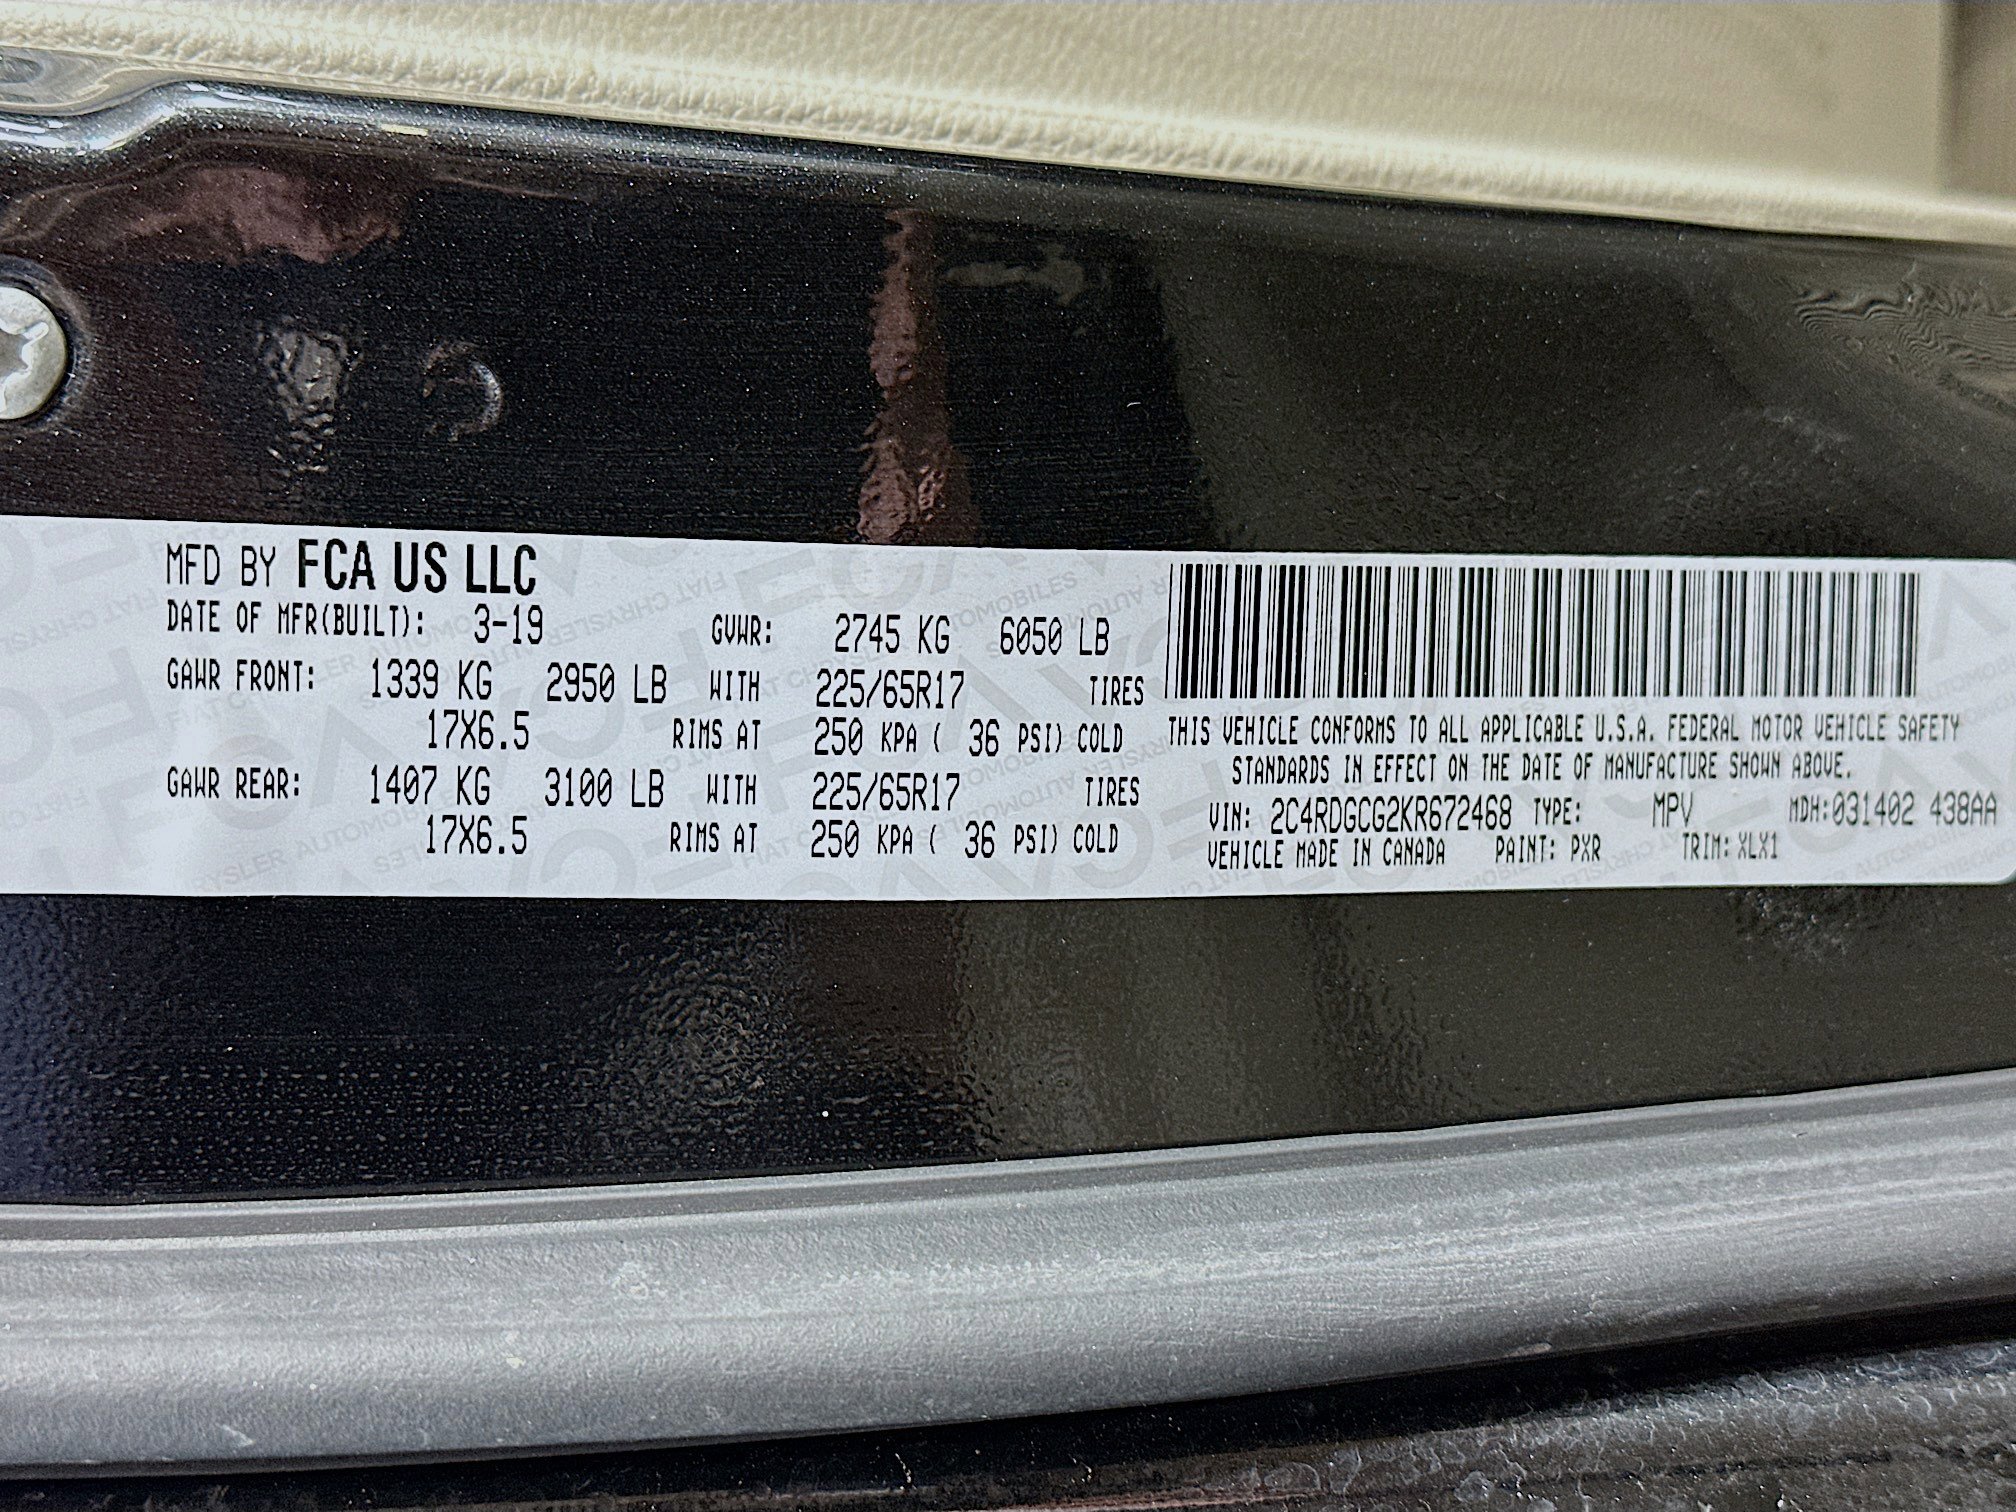 MFD BY FCA US LLC
DATE OF MFR(BUILT): 3-19 GVWR: 2745 KG 6050 LB
GAWR FRONT: 1339 KG 2950 LB WITH 225/65R17 TIRES
17X6.5 RIMS AT 250 KPA ( 36 PSI) COLD
GAWR REAR: 1407 KG 3100 LB WITH 225/65R17 TIRES
17X6.5 RIMS AT 250 KPA ( 36 PSI) COLD
THIS VEHICLE CONFORMS TO ALL APPLICABLE U.S.A. FEDERAL MOTOR VEHICLE SAFETY
STANDARDS IN EFFECT ON THE DATE OF MANUFACTURE SHOWN ABOVE.
VIN: 2C4RDGCG2KR672468 TYPE: MPV MDH:031402 438AA
VEHICLE MADE IN CANADA PAINT: PXR TRIM: XLX1